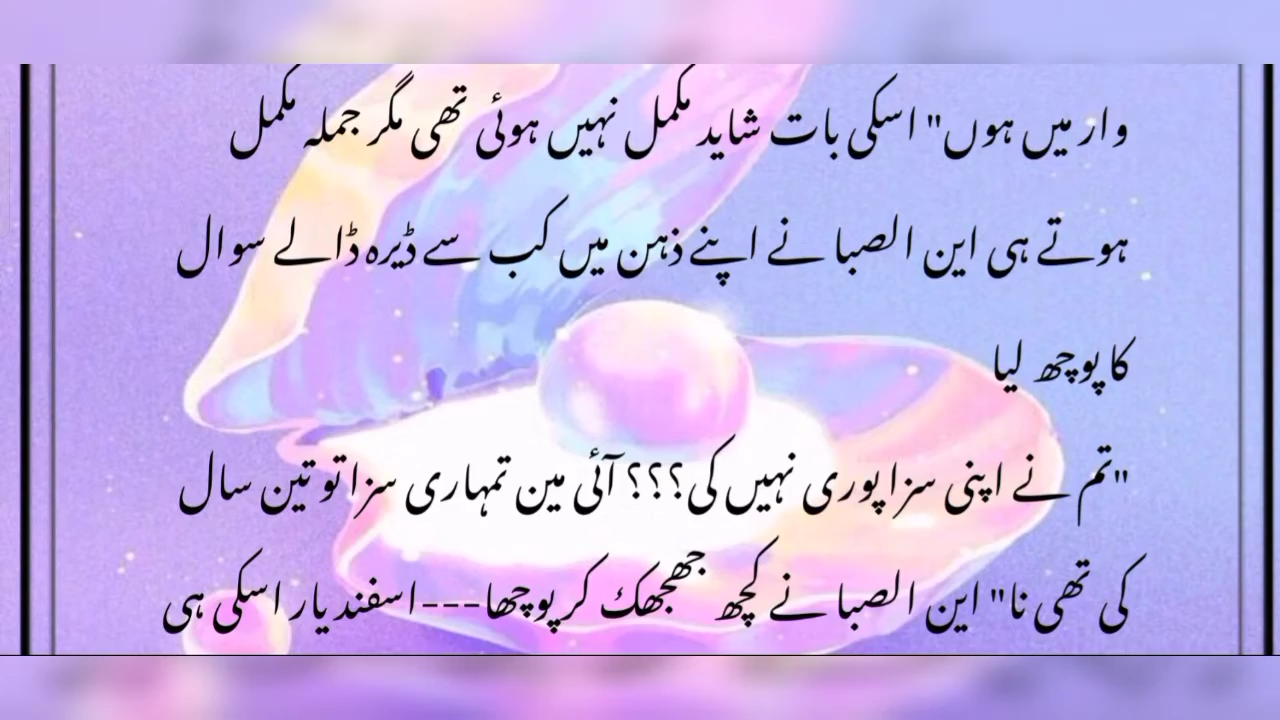 وار میں ہوں" اسکی بات شاید مکمل نہیں ہوئی تھی مگر جملہ مکمل
ہوتے ہی این الصبا نے اپنے ذہن میں کب سے ڈیرہ ڈالے سوال
کا پوچھ لیا
"تم نے اپنی سزا پوری نہیں کی؟؟؟ آئی مین تمہاری سزا تو تین سال
کی تھی نا" این الصبا نے کچھ جھجھک کر پوچھا---اسفندیار اسکی ہی